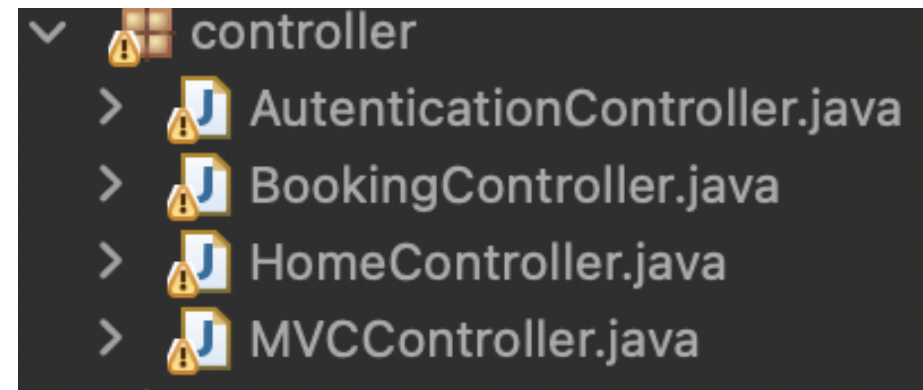 controller
AutenticationController.java
BookingController.java
HomeController.java
MVCController.java